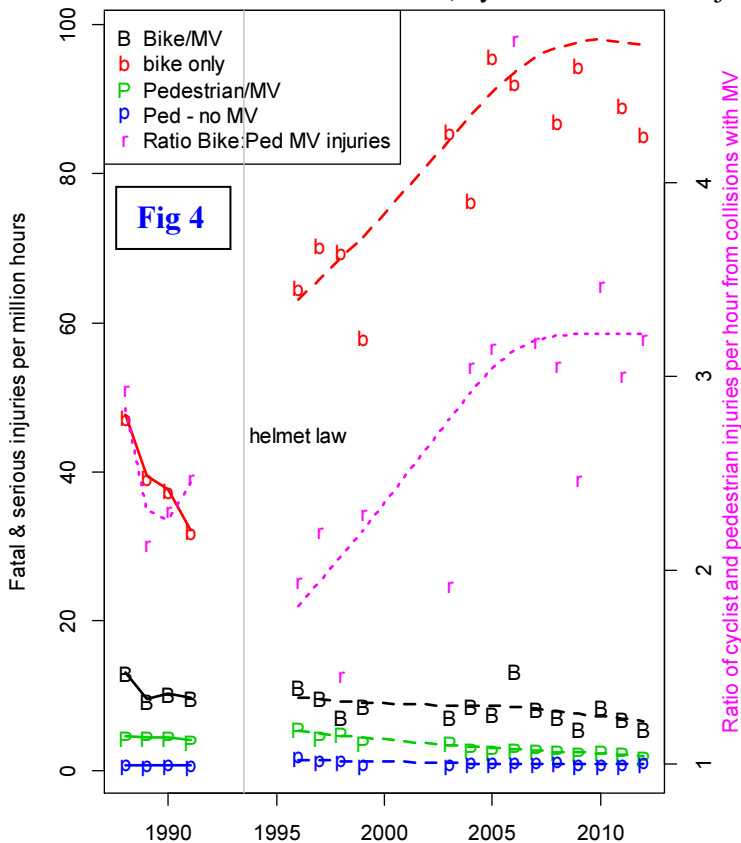 B Bike/MV
b bike only
P Pedestrian/MV
p Ped - no MV
r Ratio Bike:Ped MV injuries
Fig 4
helmet law
Fatal & serious injuries per million hours
0
20
40
60
80
100
1990
1995
2000
2005
2010
1
2
3
4
Ratio of cyclist and pedestrian injuries per hour from collisions with MV